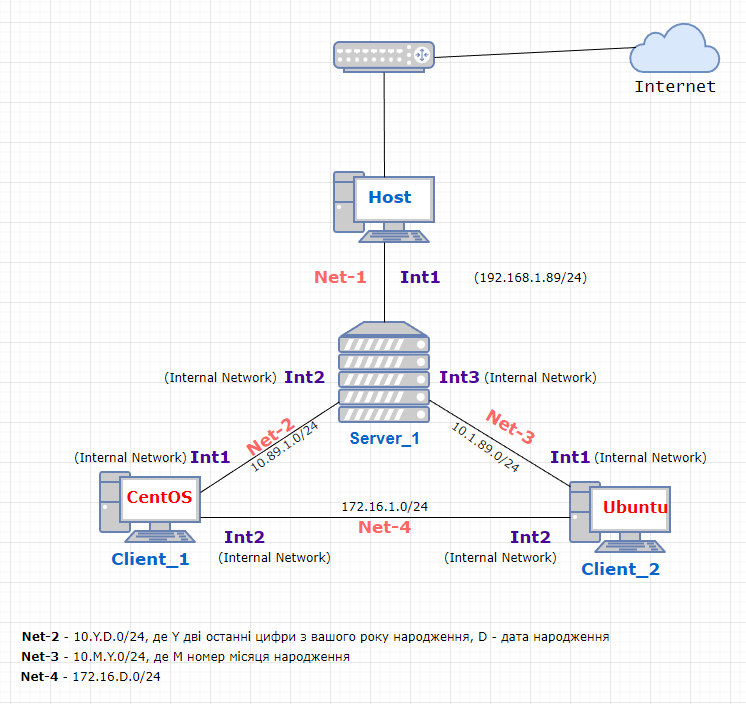 Internet
Host
Net-1 Int1 (192.168.1.89/24)
(Internal Network) Int2 Int3 (Internal Network)
Net-2 Net-3
10.89.1.0/24 10.1.89.0/24
Server_1
(Internal Network) Int1 Int1 (Internal Network)
CentOS 172.16.1.0/24 Ubuntu
Net-4
Int2 Int2
Client_1 (Internal Network) (Internal Network) Client_2
Net-2 - 10.Y.D.0/24, де Y дві останні цифри з вашого року народження, D - дата народження
Net-3 - 10.M.Y.0/24, де M номер місяця народження
Net-4 - 172.16.D.0/24